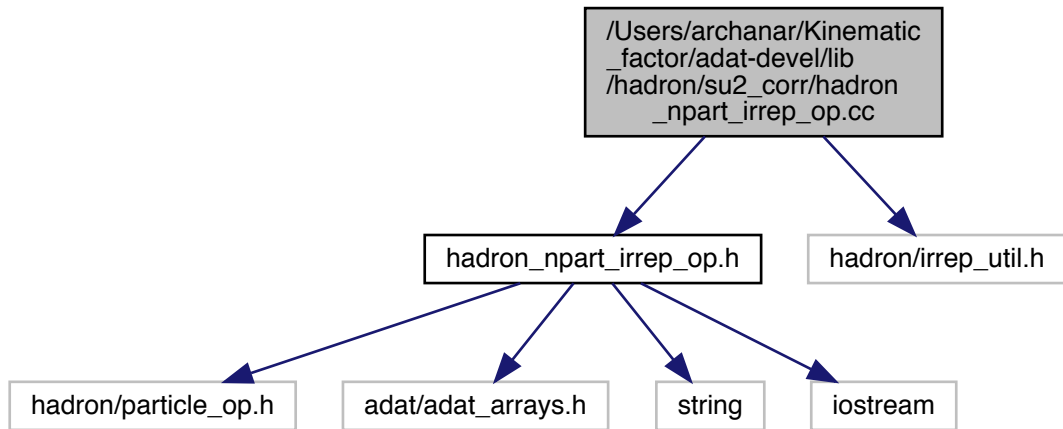 /Users/archanar/Kinematic
_factor/adat-devel/lib
/hadron/su2_corr/hadron
_npart_irrep_op.cc
hadron_npart_irrep_op.h
hadron/irrep_util.h
hadron/particle_op.h
adat/adat_arrays.h
string
iostream